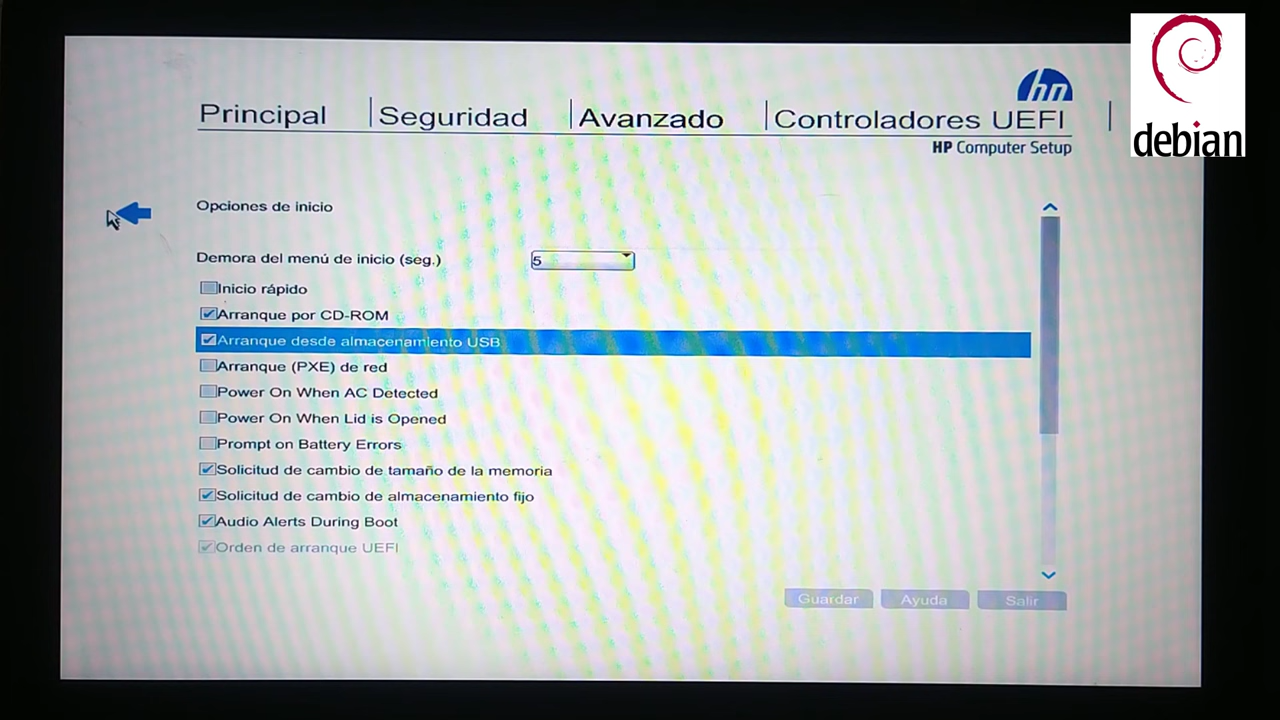 debian
hp
Principal Seguridad Avanzado Controladores UEFI
HP Computer Setup
Opciones de inicio
Demora del menú de inicio (seg.) 5
Inicio rápido
Arranque por CD-ROM
Arranque desde almacenamiento USB
Arranque (PXE) de red
Power On When AC Detected
Power On When Lid is Opened
Prompt on Battery Errors
Solicitud de cambio de tamaño de la memoria
Solicitud de cambio de almacenamiento fijo
Audio Alerts During Boot
Orden de arranque UEFI
Guardar Ayuda Salir